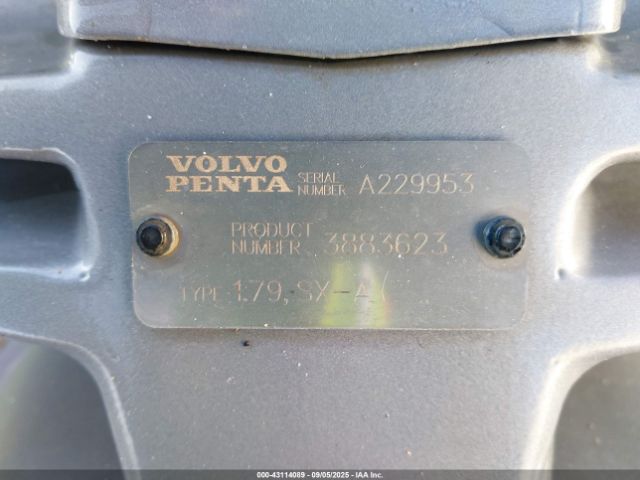 VOLVO
PENTA SERIAL NUMBER A229953
PRODUCT NUMBER 3883623
TYPE 1.79, SX-A
000-43114089 - 09/05/2025 - IAA Inc.